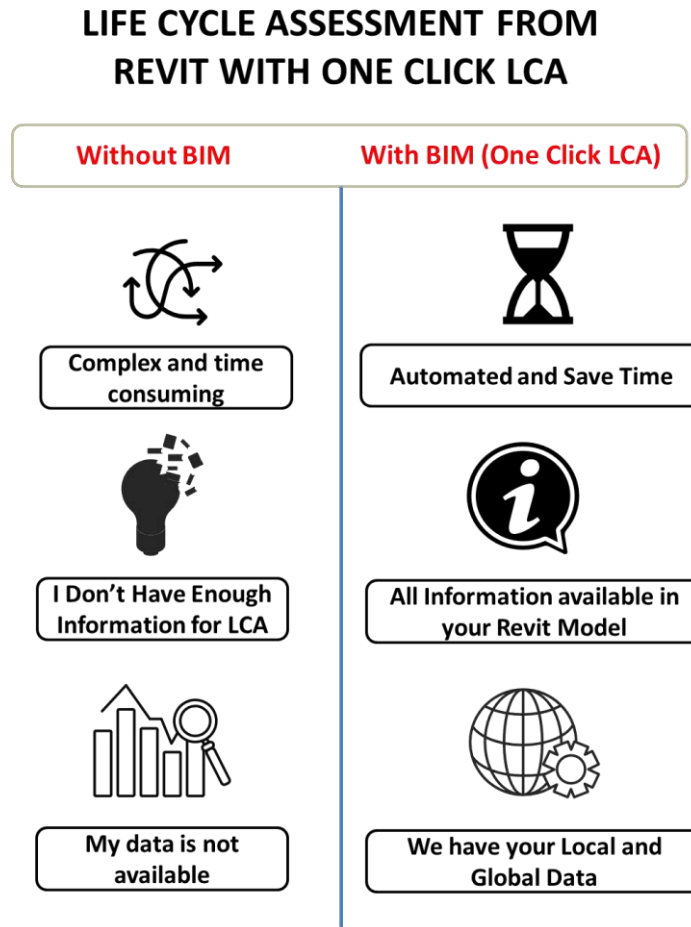 LIFE CYCLE ASSESSMENT FROM
REVIT WITH ONE CLICK LCA
Without BIM
With BIM (One Click LCA)
Complex and time
consuming
Automated and Save Time
I Don't Have Enough
Information for LCA
All Information available in
your Revit Model
My data is not
available
We have your Local and
Global Data